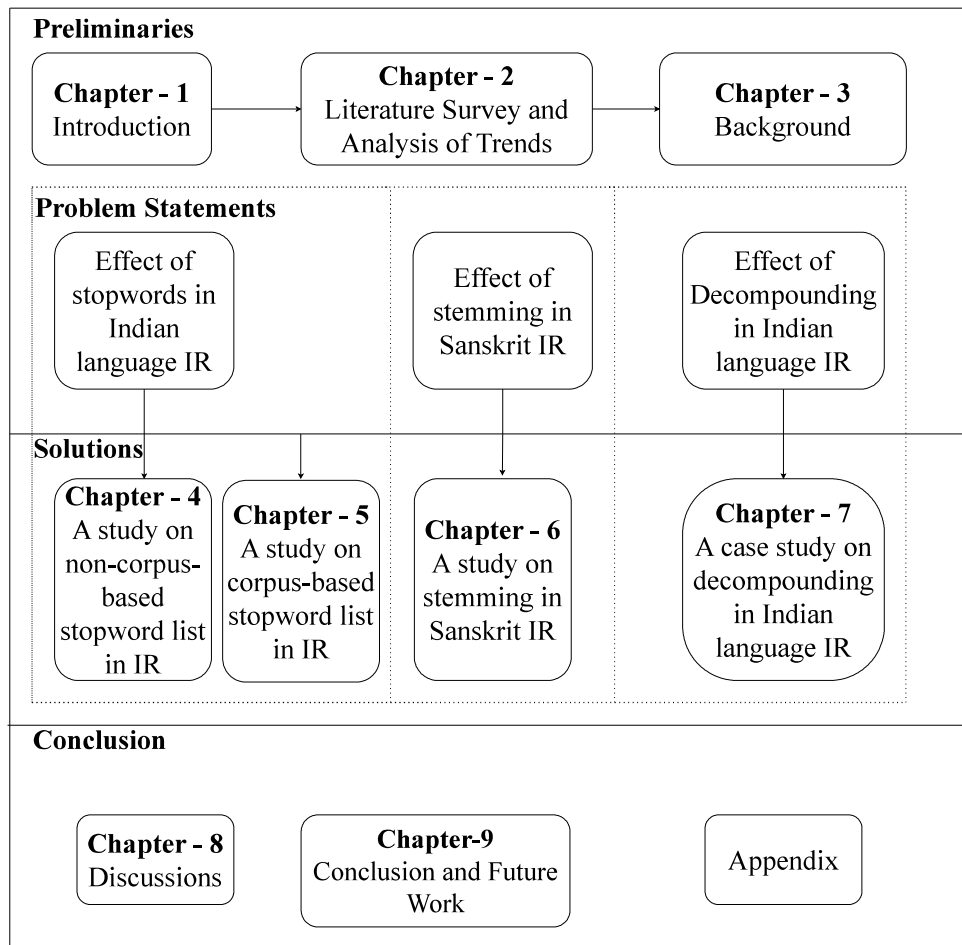 Preliminaries
Chapter - 1
Introduction
Chapter - 2
Literature Survey and
Analysis of Trends
Chapter - 3
Background
Problem Statements
Effect of
stopwords in
Indian
language IR
Effect of
stemming in
Sanskrit IR
Effect of
Decompounding
in Indian
language IR
Solutions
Chapter - 4
A study on
non-corpus-
based
stopword list
in IR
Chapter - 5
A study on
corpus-based
stopword list
in IR
Chapter - 6
A study on
stemming in
Sanskrit IR
Chapter - 7
A case study on
decompounding
in Indian
language IR
Conclusion
Chapter - 8
Discussions
Chapter-9
Conclusion and Future
Work
Appendix